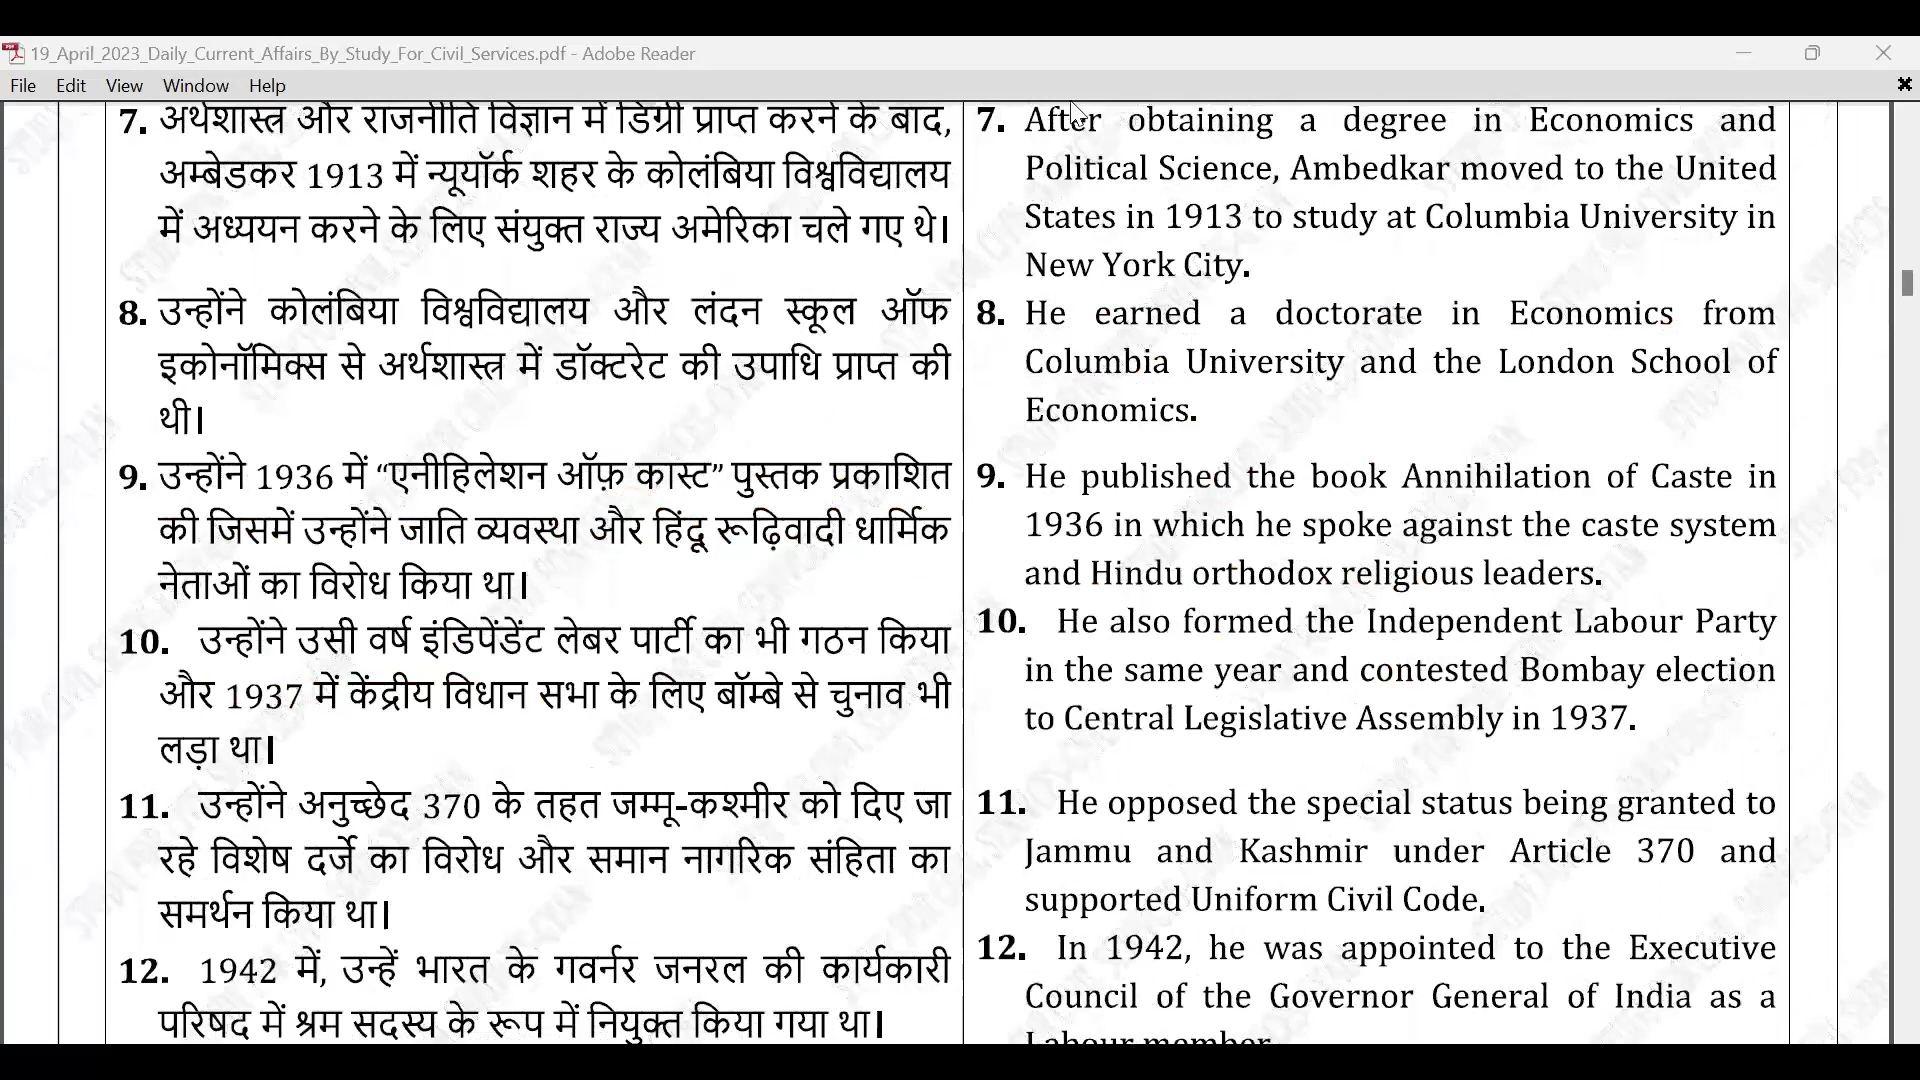 19_April_2023_Daily_Current_Affairs_By_Study_For_Civil_Services.pdf - Adobe Reader
File Edit View Window Help
7. अर्थशास्त्र और राजनीति विज्ञान में डिग्री प्राप्त करने के बाद,
अम्बेडकर 1913 में न्यूयॉर्क शहर के कोलंबिया विश्वविद्यालय
में अध्ययन करने के लिए संयुक्त राज्य अमेरिका चले गए थे।
8. उन्होंने कोलंबिया विश्वविद्यालय और लंदन स्कूल ऑफ
इकोनॉमिक्स से अर्थशास्त्र में डॉक्टरेट की उपाधि प्राप्त की
थी।
9. उन्होंने 1936 में “एनीहिलेशन ऑफ़ कास्ट” पुस्तक प्रकाशित
की जिसमें उन्होंने जाति व्यवस्था और हिंदू रूढ़िवादी धार्मिक
नेताओं का विरोध किया था।
10. उन्होंने उसी वर्ष इंडिपेंडेंट लेबर पार्टी का भी गठन किया
और 1937 में केंद्रीय विधान सभा के लिए बॉम्बे से चुनाव भी
लड़ा था।
11. उन्होंने अनुच्छेद 370 के तहत जम्मू-कश्मीर को दिए जा
रहे विशेष दर्जे का विरोध और समान नागरिक संहिता का
समर्थन किया था।
12. 1942 में, उन्हें भारत के गवर्नर जनरल की कार्यकारी
परिषद में श्रम सदस्य के रूप में नियुक्त किया गया था।
7. After obtaining a degree in Economics and
Political Science, Ambedkar moved to the United
States in 1913 to study at Columbia University in
New York City.
8. He earned a doctorate in Economics from
Columbia University and the London School of
Economics.
9. He published the book Annihilation of Caste in
1936 in which he spoke against the caste system
and Hindu orthodox religious leaders.
10. He also formed the Independent Labour Party
in the same year and contested Bombay election
to Central Legislative Assembly in 1937.
11. He opposed the special status being granted to
Jammu and Kashmir under Article 370 and
supported Uniform Civil Code.
12. In 1942, he was appointed to the Executive
Council of the Governor General of India as a
Labour member.